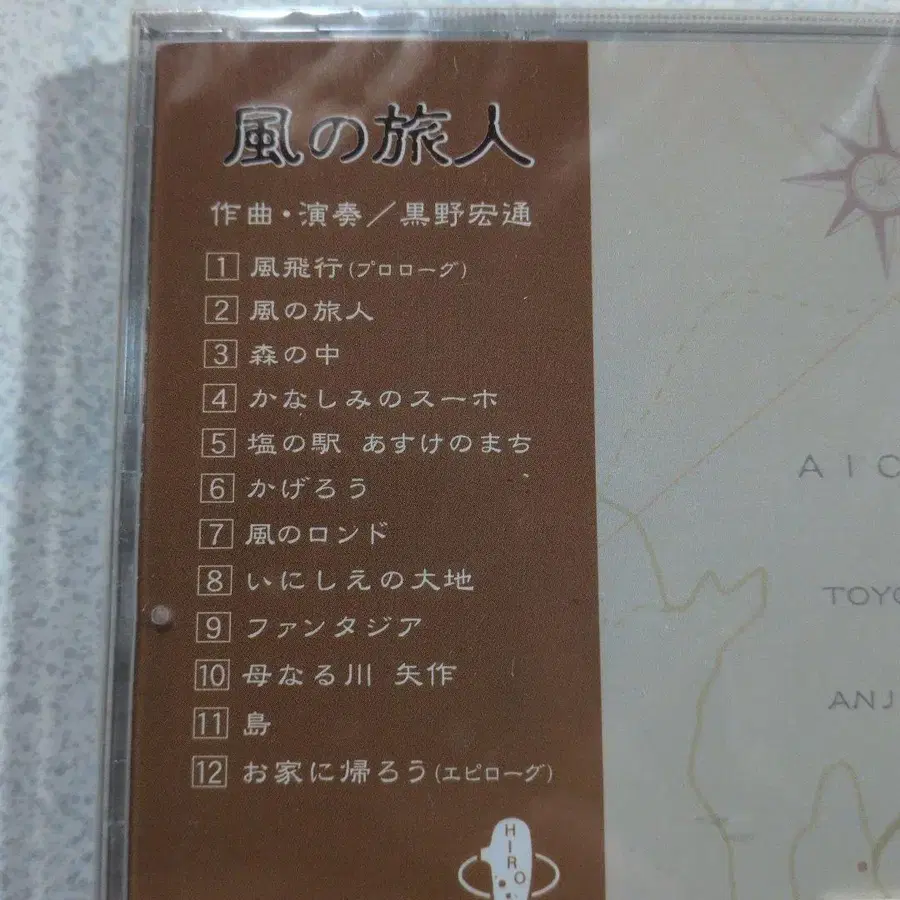 風の旅人
作曲・演奏／黒野宏通
1 風飛行(プロローグ)
2 風の旅人
3 森の中
4 かなしみのスーホ
5 塩の駅 あすけのまち
6 かげろう
7 風のロンド
8 いにしえの大地
9 ファンタジア
10 母なる川 矢作
11 島
12 お家に帰ろう(エピローグ)
HIRO
AIC
TOYO
ANJ